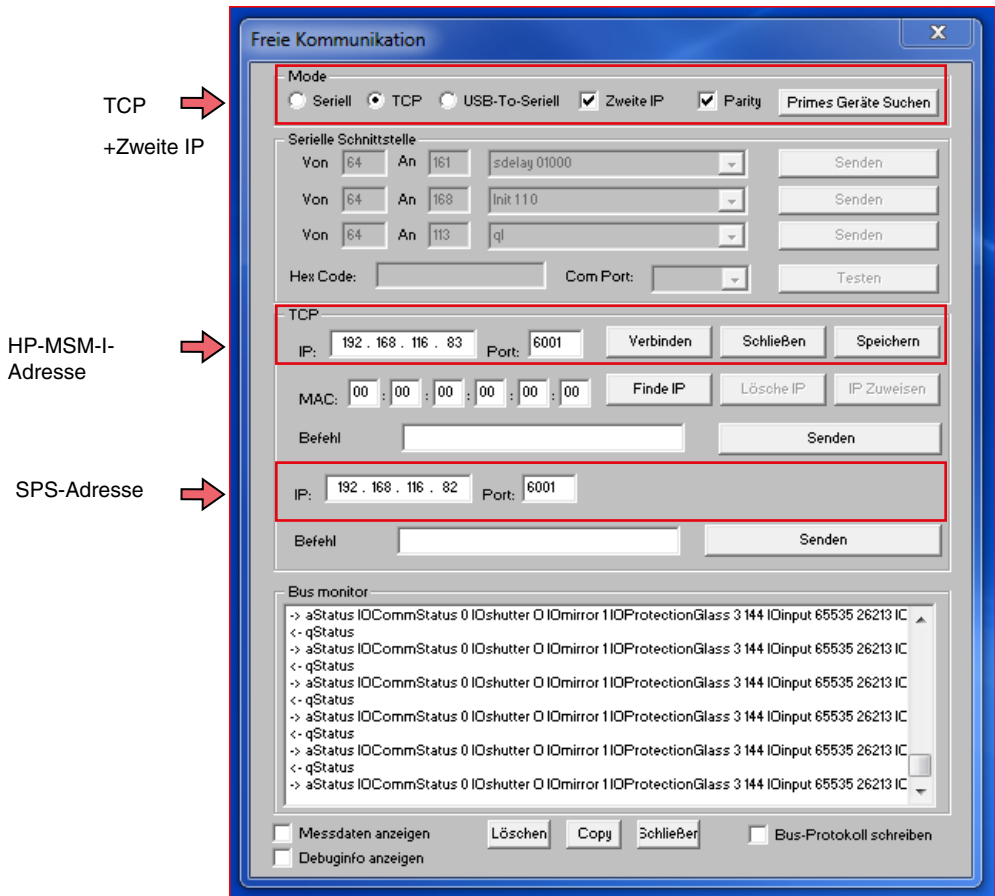 Freie Kommunikation
x
Mode
Seriell TCP USB-To-Seriell Zweite IP Parity Primes Geräte Suchen
TCP
+Zweite IP
Serielle Schnittstelle
Von 64 An 161 sdelay 01000 Senden
Von 64 An 168 Init 110 Senden
Von 64 An 113 ql Senden
Hex Code: Com Port: Testen
TCP
IP: 192 . 168 . 116 . 83 Port: 6001 Verbinden Schließen Speichern
HP-MSM-I-
Adresse
MAC: 00 : 00 : 00 : 00 : 00 : 00 Finde IP Lösche IP IP Zuweisen
Befehl Senden
SPS-Adresse
IP: 192 . 168 . 116 . 82 Port: 6001
Befehl Senden
Bus monitor
-> aStatus IOCommStatus 0 IOshutter O IOmirror 1 IOProtectionGlass 3 144 IOinput 65535 26213 IC
<- qStatus
-> aStatus IOCommStatus 0 IOshutter O IOmirror 1 IOProtectionGlass 3 144 IOinput 65535 26213 IC
<- qStatus
-> aStatus IOCommStatus 0 IOshutter O IOmirror 1 IOProtectionGlass 3 144 IOinput 65535 26213 IC
<- qStatus
-> aStatus IOCommStatus 0 IOshutter O IOmirror 1 IOProtectionGlass 3 144 IOinput 65535 26213 IC
<- qStatus
-> aStatus IOCommStatus 0 IOshutter O IOmirror 1 IOProtectionGlass 3 144 IOinput 65535 26213 IC
<- qStatus
-> aStatus IOCommStatus 0 IOshutter O IOmirror 1 IOProtectionGlass 3 144 IOinput 65535 26213 IC
Messdaten anzeigen Löschen Copy Schließer Bus-Protokoll schreiben
Debuginfo anzeigen